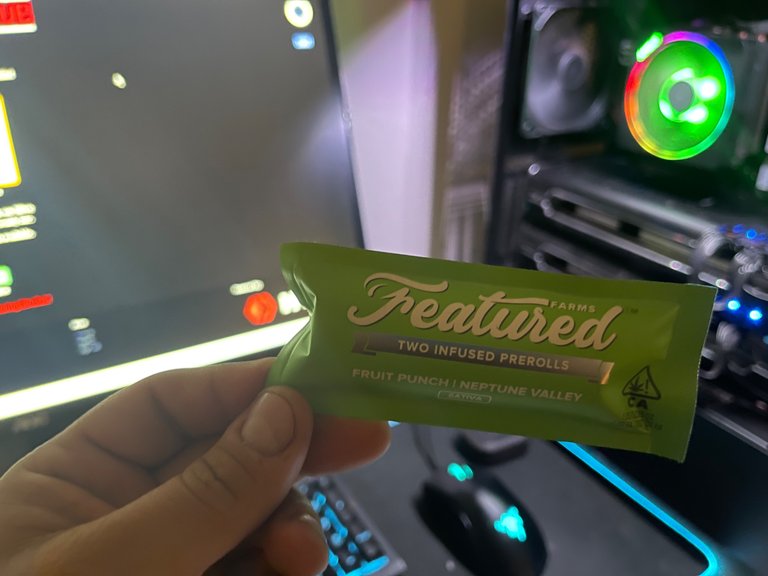 Featured
FARMS
TWO INFUSED PREROLLS
FRUIT PUNCH | NEPTUNE VALLEY
SATIVA
CA